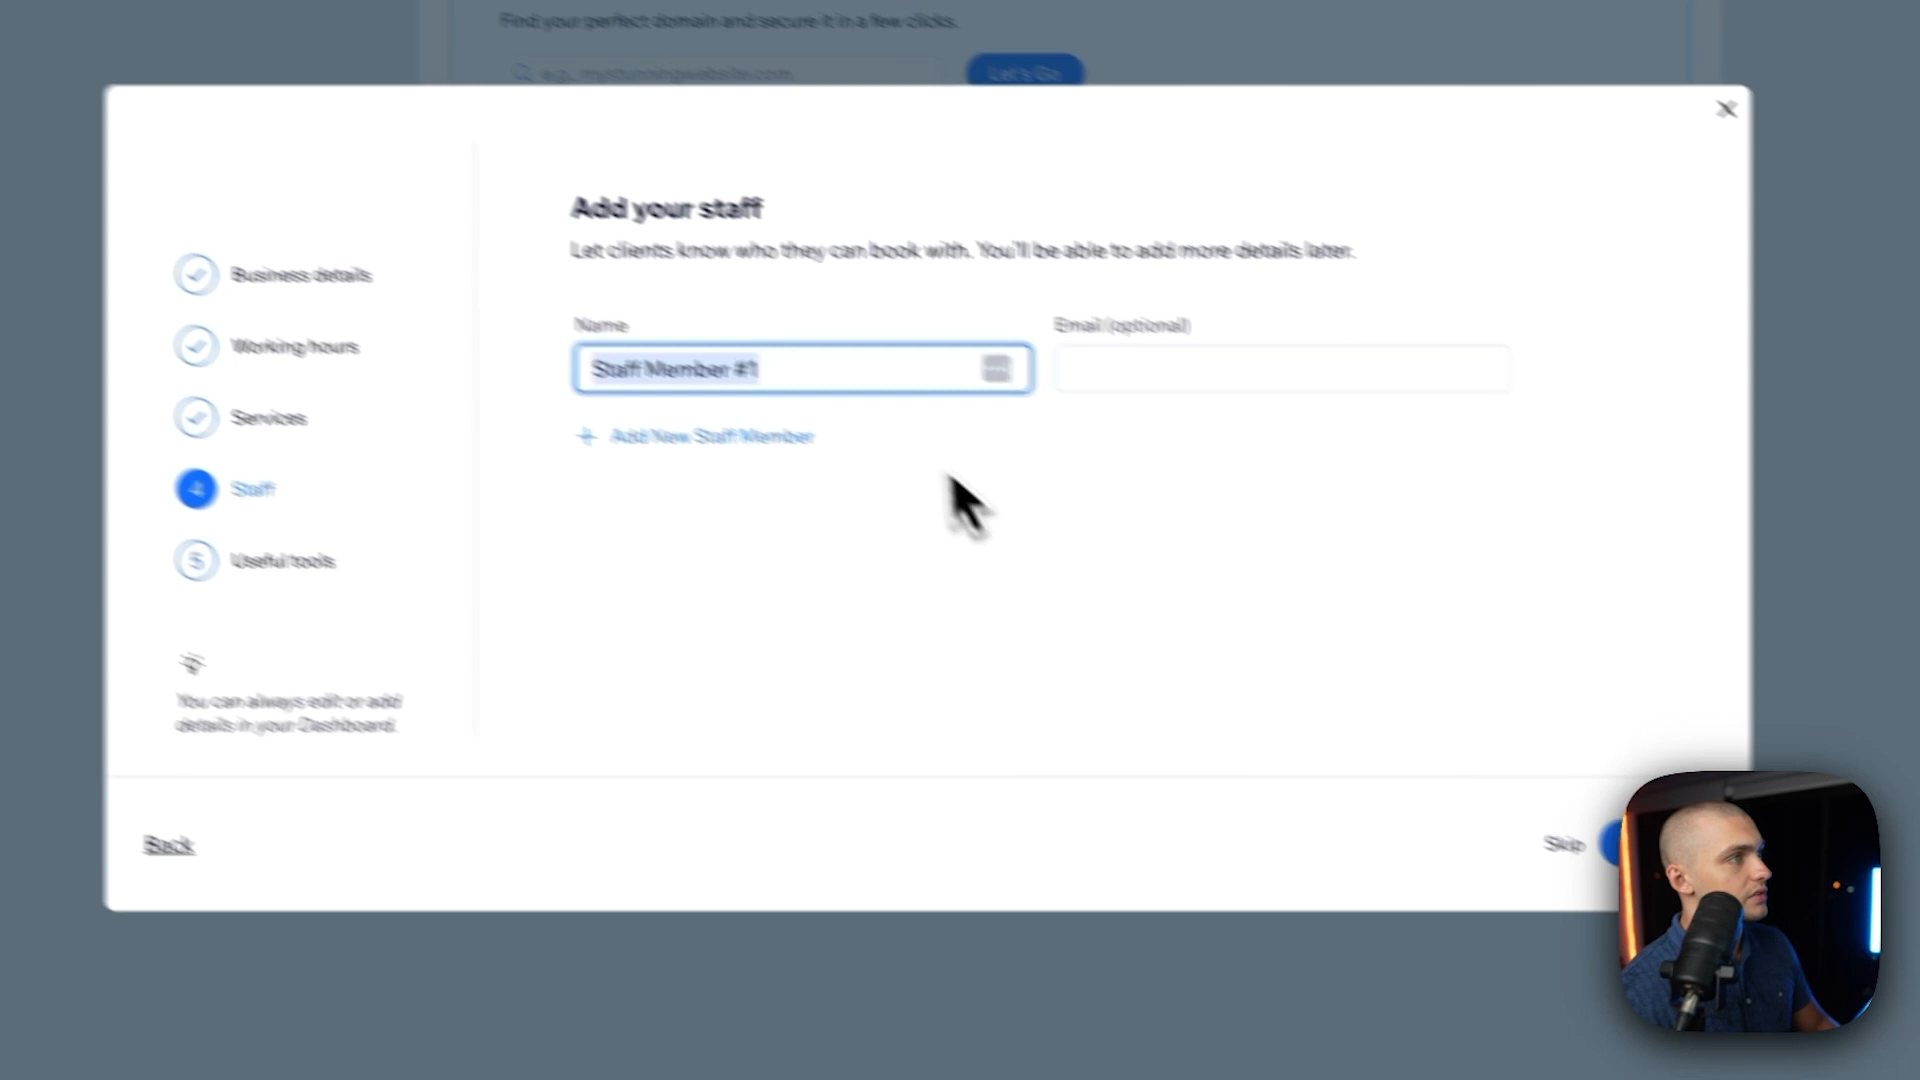 Find your perfect domain and secure it in a few clicks.
e.g., mystunningwebsite.com
Let's Go
Add your staff
Let clients know who they can book with. You'll be able to add more details later.
Business details
Name
Email (optional)
Working hours
Staff Member #1
Services
+ Add New Staff Member
4 Staff
5 Useful tools
You can always edit or add
details in your Dashboard.
Back
Skip